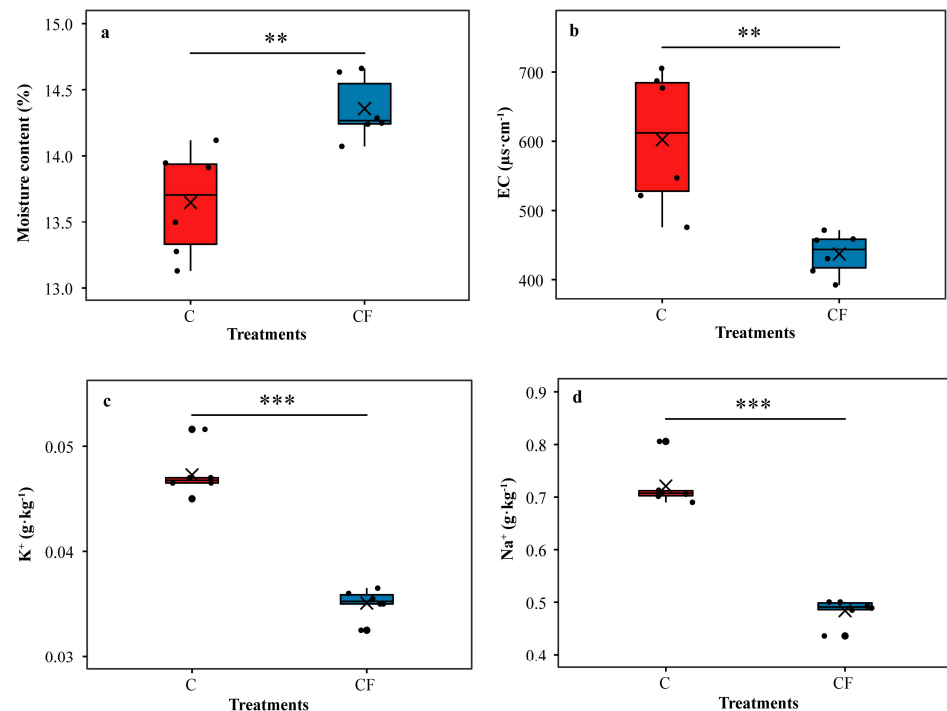 a
**
15.0
14.5
14.0
13.5
13.0
Moisture content (%)
C
CF
Treatments
b
**
700
600
500
400
EC (μs·cm⁻¹)
C
CF
Treatments
c
***
0.05
0.04
0.03
K⁺ (g·kg⁻¹)
C
CF
Treatments
d
***
0.9
0.8
0.7
0.6
0.5
0.4
Na⁺ (g·kg⁻¹)
C
CF
Treatments